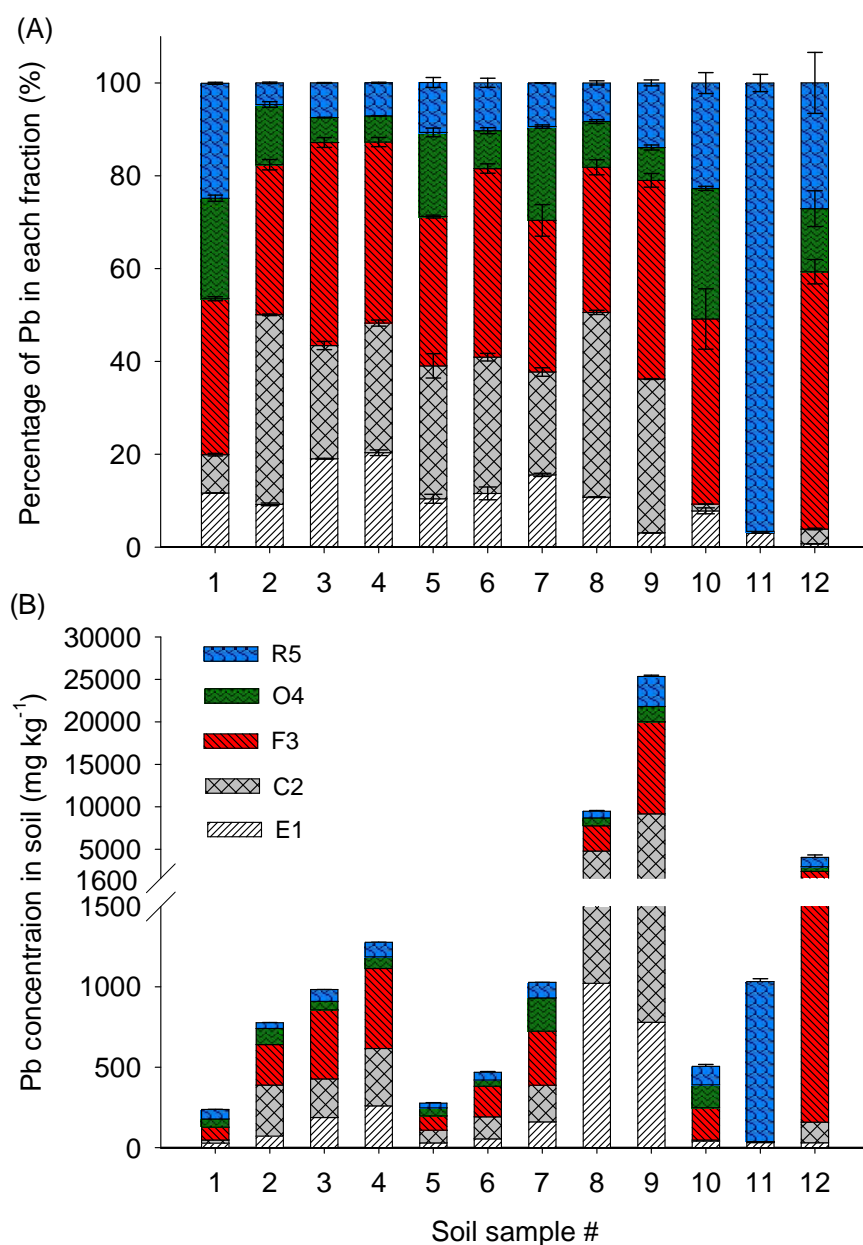 (A)
Percentage of Pb in each fraction (%)
100
80
60
40
20
0
1 2 3 4 5 6 7 8 9 10 11 12
(B)
Pb concentraion in soil (mg kg-1)
30000
25000
20000
15000
10000
5000
1600
1500
1000
500
0
R5
O4
F3
C2
E1
1 2 3 4 5 6 7 8 9 10 11 12
Soil sample #